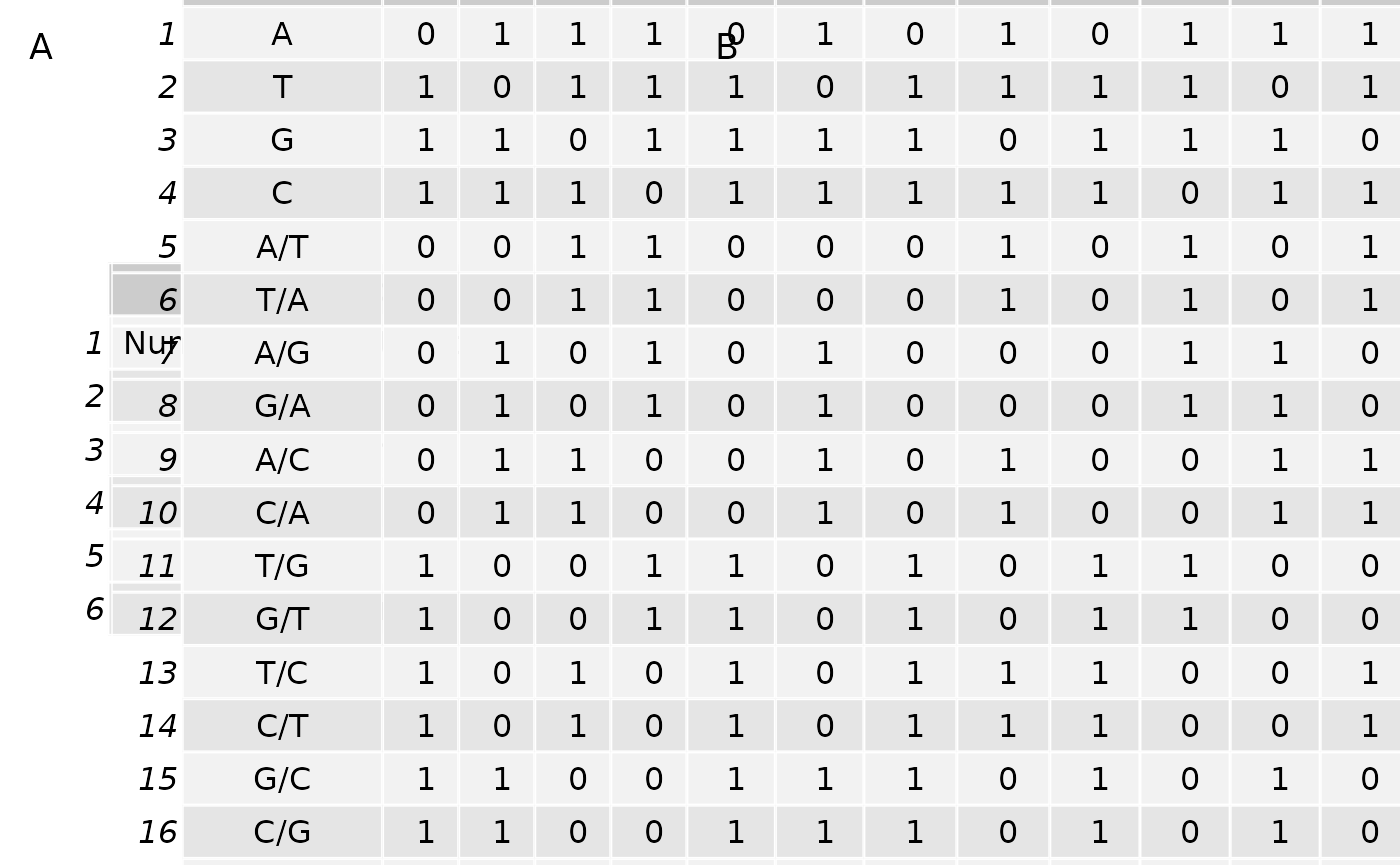 A
B
1 A 0 1 1 1 0 1 0 1 0 1 1 1
2 T 1 0 1 1 1 0 1 1 1 1 0 1
3 G 1 1 0 1 1 1 1 0 1 1 1 0
4 C 1 1 1 0 1 1 1 1 1 0 1 1
5 A/T 0 0 1 1 0 0 0 1 0 1 0 1
6 T/A 0 0 1 1 0 0 0 1 0 1 0 1
7 A/G 0 1 0 1 0 1 0 0 0 1 1 0
8 G/A 0 1 0 1 0 1 0 0 0 1 1 0
9 A/C 0 1 1 0 0 1 0 1 0 0 1 1
10 C/A 0 1 1 0 0 1 0 1 0 0 1 1
11 T/G 1 0 0 1 1 0 1 0 1 1 0 0
12 G/T 1 0 0 1 1 0 1 0 1 1 0 0
13 T/C 1 0 1 0 1 0 1 1 1 0 0 1
14 C/T 1 0 1 0 1 0 1 1 1 0 0 1
15 G/C 1 1 0 0 1 1 1 0 1 0 1 0
16 C/G 1 1 0 0 1 1 1 0 1 0 1 0
1
2
3
4
5
6